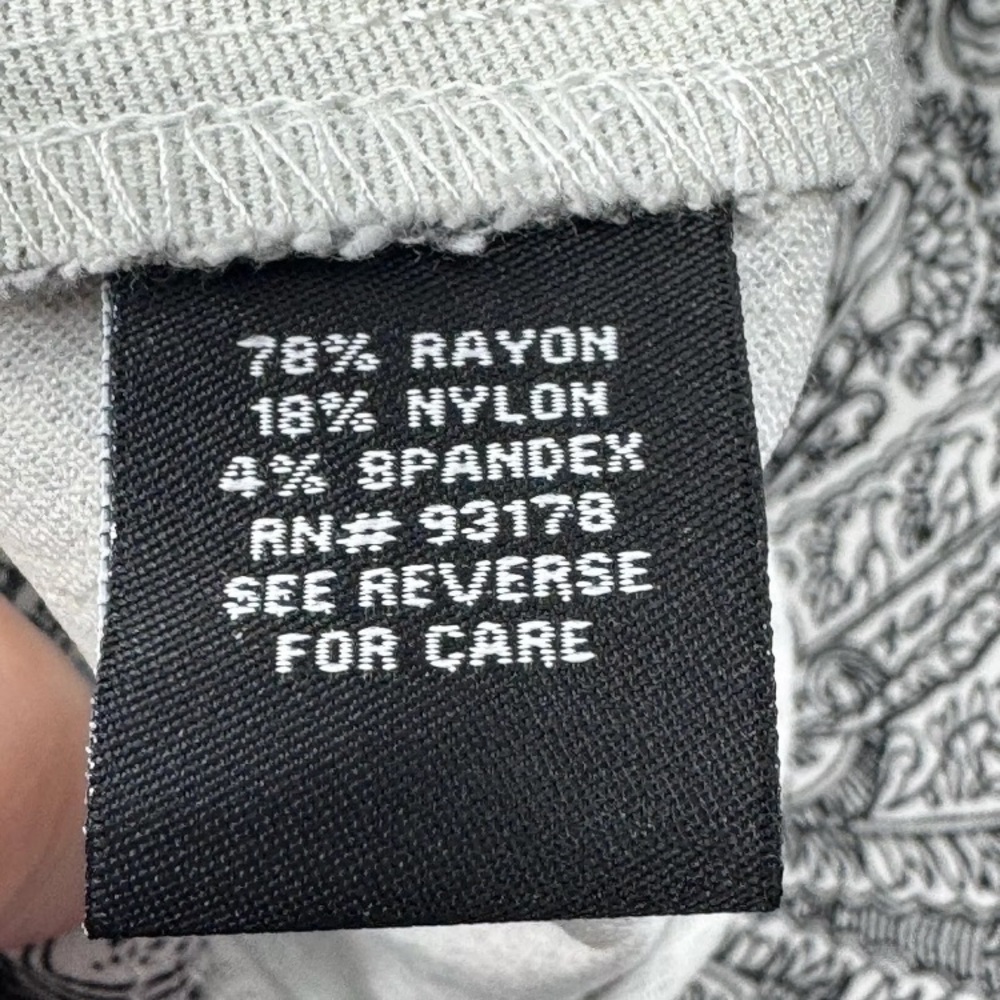 78% RAYON
18% NYLON
4% SPANDEX
RN# 93178
SEE REVERSE
FOR CARE